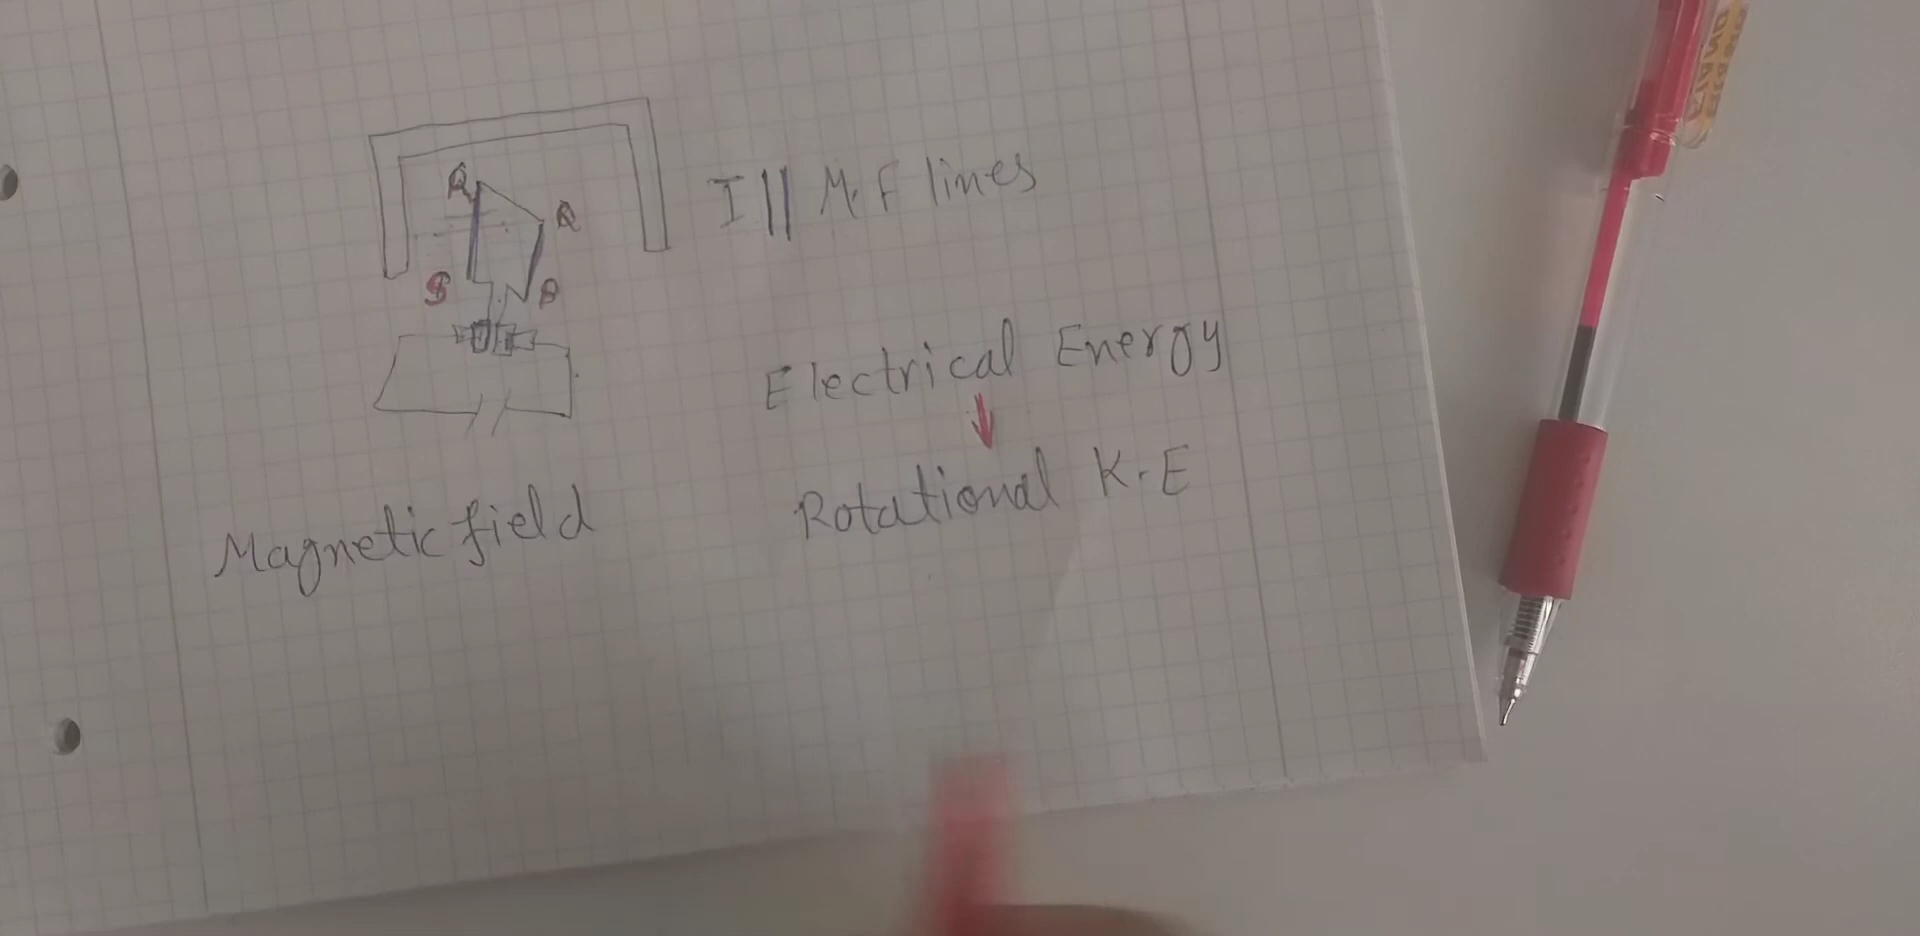 Q
R
S
I || M.F lines
Electrical Energy
Rotational K.E
Magnetic field